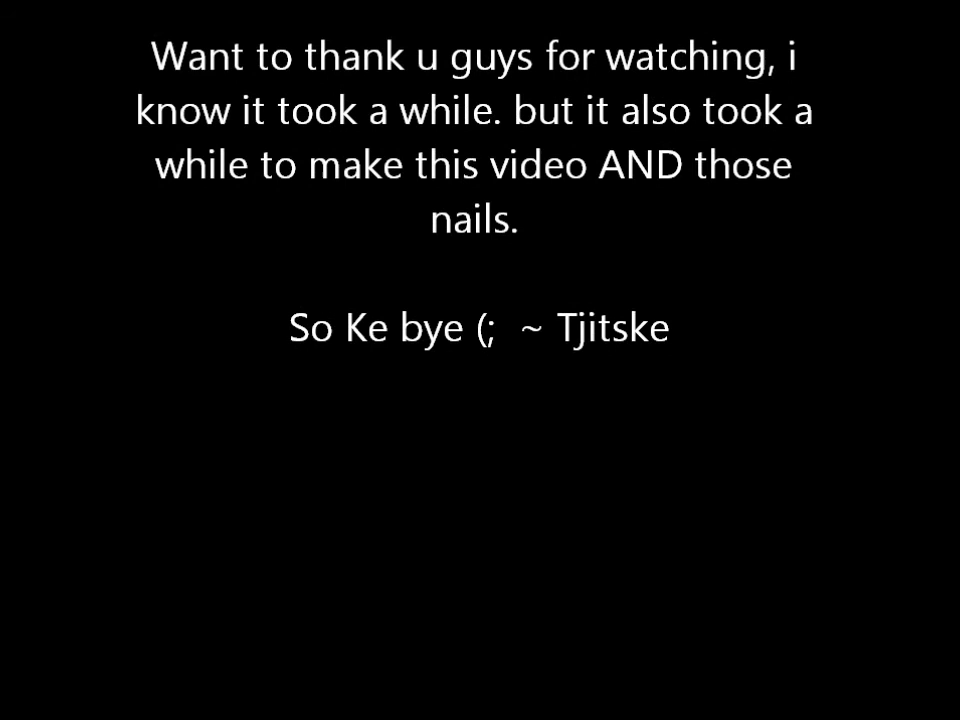 Want to thank u guys for watching, i
know it took a while. but it also took a
while to make this video AND those
nails.
So Ke bye (;  ~ Tjitske